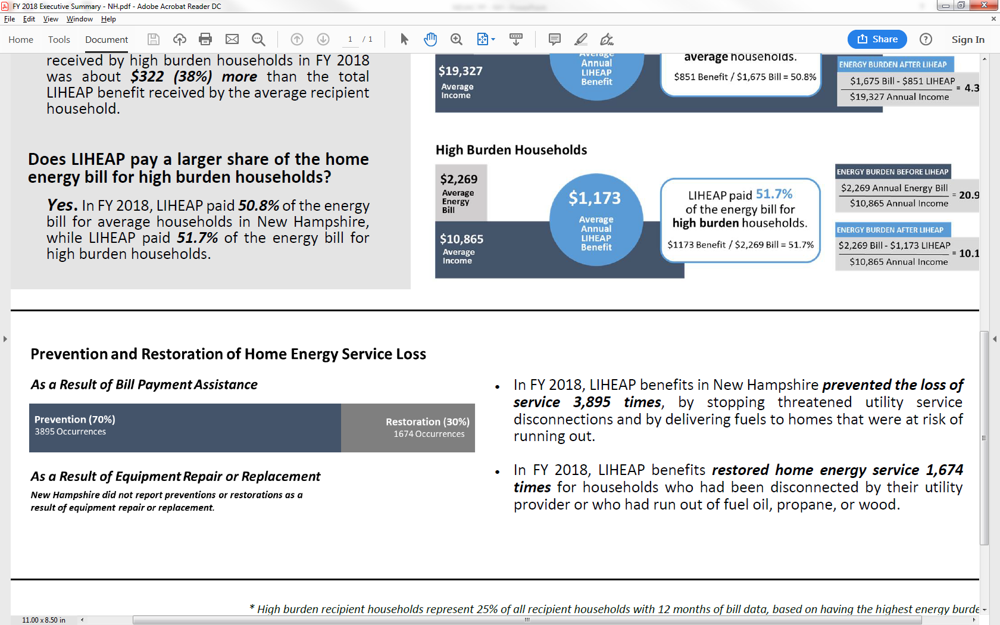 FY 2018 Executive Summary - NH.pdf - Adobe Acrobat Reader DC
File Edit View Window Help
Home Tools Document
1 / 1
Share
Sign In
received by high burden households in FY 2018
was about $322 (38%) more than the total
LIHEAP benefit received by the average recipient
household.
Does LIHEAP pay a larger share of the home
energy bill for high burden households?
Yes. In FY 2018, LIHEAP paid 50.8% of the energy
bill for average households in New Hampshire,
while LIHEAP paid 51.7% of the energy bill for
high burden households.
$19,327
Average
Income
Average
Annual
LIHEAP
Benefit
average households.
$851 Benefit / $1,675 Bill = 50.8%
ENERGY BURDEN AFTER LIHEAP
$1,675 Bill - $851 LIHEAP
$19,327 Annual Income
= 4.3
High Burden Households
$2,269
Average
Energy
Bill
$10,865
Average
Income
$1,173
Average
Annual
LIHEAP
Benefit
LIHEAP paid 51.7%
of the energy bill for
high burden households.
$1173 Benefit / $2,269 Bill = 51.7%
ENERGY BURDEN BEFORE LIHEAP
$2,269 Annual Energy Bill
$10,865 Annual Income
= 20.9
ENERGY BURDEN AFTER LIHEAP
$2,269 Bill - $1,173 LIHEAP
$10,865 Annual Income
= 10.1
Prevention and Restoration of Home Energy Service Loss
As a Result of Bill Payment Assistance
Prevention (70%)
3895 Occurrences
Restoration (30%)
1674 Occurrences
As a Result of Equipment Repair or Replacement
New Hampshire did not report preventions or restorations as a
result of equipment repair or replacement.
• In FY 2018, LIHEAP benefits in New Hampshire prevented the loss of
service 3,895 times, by stopping threatened utility service
disconnections and by delivering fuels to homes that were at risk of
running out.
• In FY 2018, LIHEAP benefits restored home energy service 1,674
times for households who had been disconnected by their utility
provider or who had run out of fuel oil, propane, or wood.
* High burden recipient households represent 25% of all recipient households with 12 months of bill data, based on having the highest energy burde
11.00 x 8.50 in